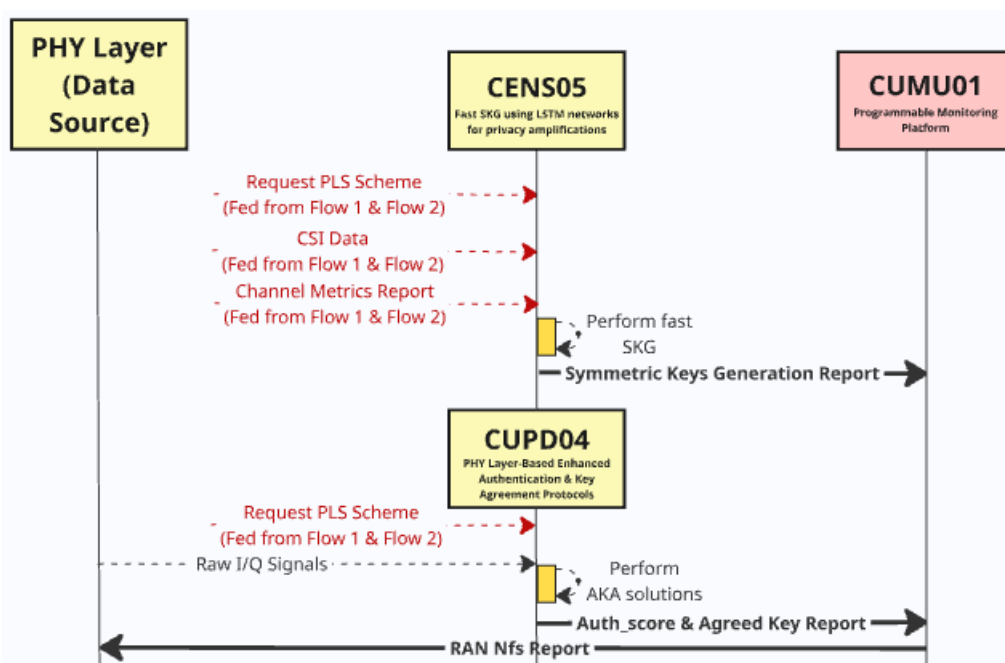 PHY Layer
(Data
Source)
CENS05
Fast SKG using LSTM networks
for privacy amplifications
CUMU01
Programmable Monitoring
Platform
Request PLS Scheme
(Fed from Flow 1 & Flow 2)
CSI Data
(Fed from Flow 1 & Flow 2)
Channel Metrics Report
(Fed from Flow 1 & Flow 2)
Perform fast
SKG
Symmetric Keys Generation Report
CUPD04
PHY Layer-Based Enhanced
Authentication & Key
Agreement Protocols
Request PLS Scheme
(Fed from Flow 1 & Flow 2)
Raw I/Q Signals
Perform
AKA solutions
Auth_score & Agreed Key Report
RAN Nfs Report